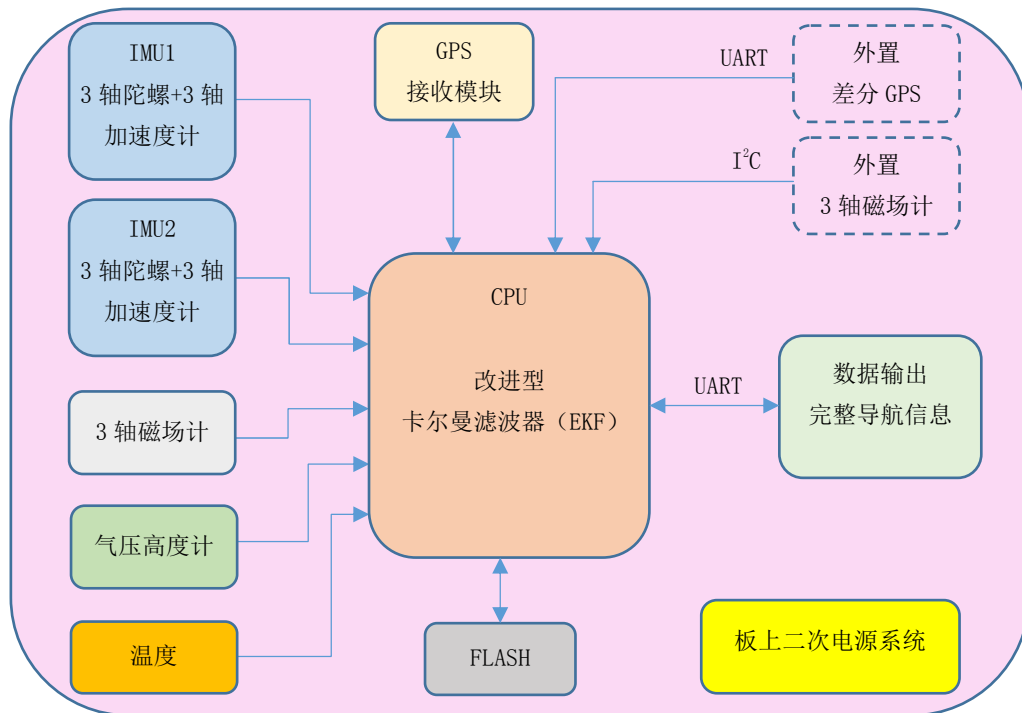 IMU1
3 轴陀螺+3 轴
加速度计
GPS
接收模块
UART
外置
差分 GPS
I²C
外置
3 轴磁场计
IMU2
3 轴陀螺+3 轴
加速度计
CPU
改进型
卡尔曼滤波器（EKF）
UART
数据输出
完整导航信息
3 轴磁场计
气压高度计
温度
FLASH
板上二次电源系统